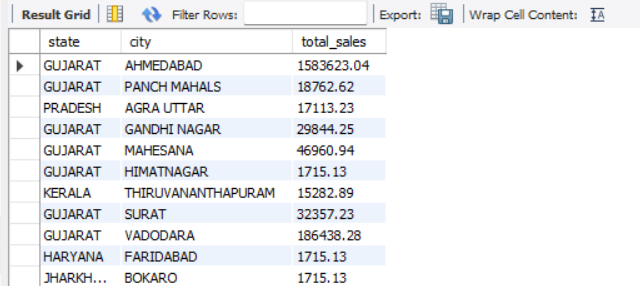 Result Grid Filter Rows: Export: Wrap Cell Content: IA
state city total_sales
GUJARAT AHMEDABAD 1583623.04
GUJARAT PANCH MAHALS 18762.62
PRADESH AGRA UTTAR 17113.23
GUJARAT GANDHI NAGAR 29844.25
GUJARAT MAHESANA 46960.94
GUJARAT HIMATNAGAR 1715.13
KERALA THIRUVANANTHAPURAM 15282.89
GUJARAT SURAT 32357.23
GUJARAT VADODARA 186438.28
HARYANA FARIDABAD 1715.13
JHARKH... BOKARO 1715.13